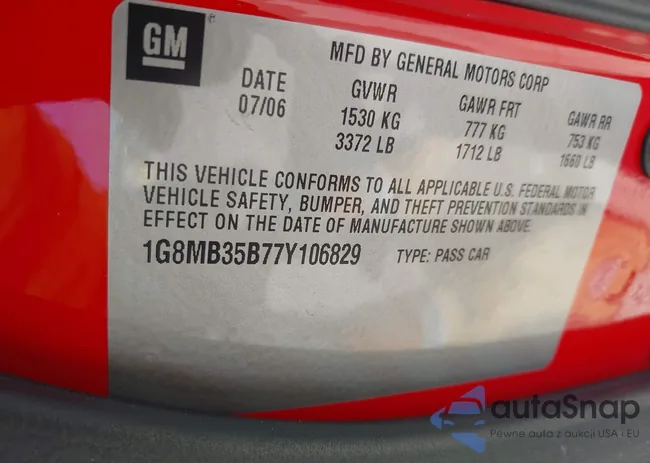 GM
MFD BY GENERAL MOTORS CORP
DATE GVWR GAWR FRT GAWR RR
07/06 1530 KG 777 KG 753 KG
3372 LB 1712 LB 1660 LB
THIS VEHICLE CONFORMS TO ALL APPLICABLE U.S. FEDERAL MOTOR
VEHICLE SAFETY, BUMPER, AND THEFT PREVENTION STANDARDS IN
EFFECT ON THE DATE OF MANUFACTURE SHOWN ABOVE.
1G8MB35B77Y106829 TYPE: PASS CAR
autaSnap
Pewne auta z aukcji USA i EU